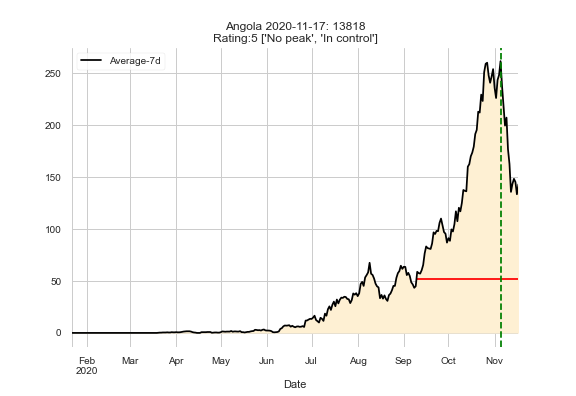 Angola 2020-11-17: 13818
Rating:5 ['No peak', 'In control']
Average-7d
250
200
150
100
50
0
Feb Mar Apr May Jun Jul Aug Sep Oct Nov
2020
Date